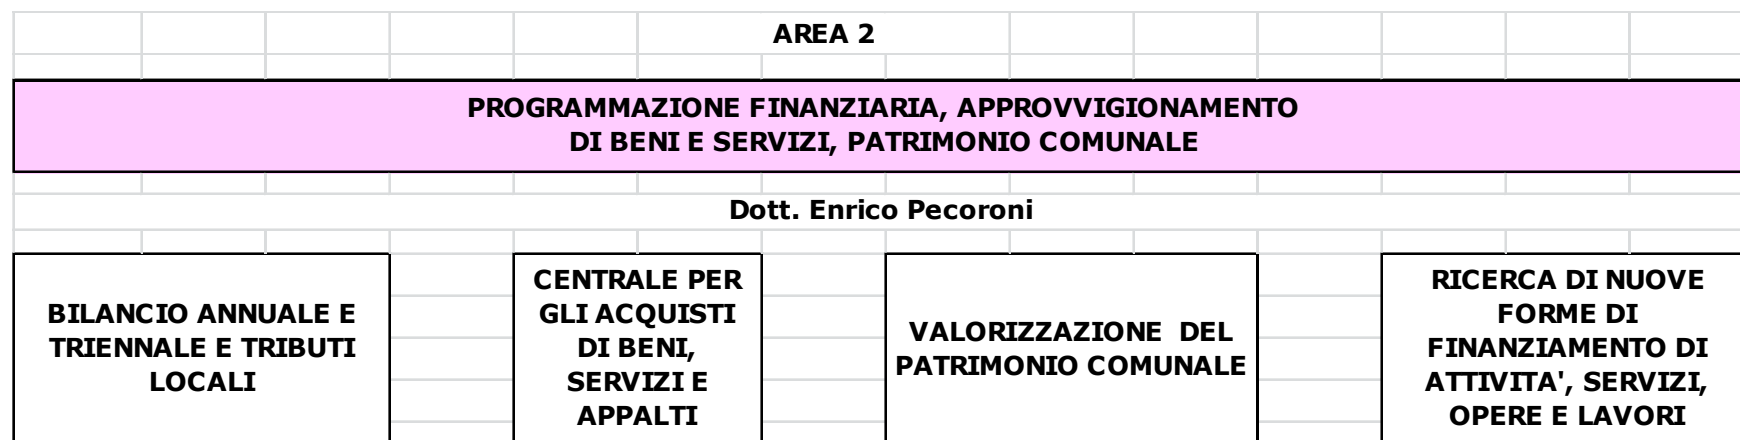 AREA 2
PROGRAMMAZIONE FINANZIARIA, APPROVVIGIONAMENTO
DI BENI E SERVIZI, PATRIMONIO COMUNALE
Dott. Enrico Pecoroni
BILANCIO ANNUALE E
TRIENNALE E TRIBUTI
LOCALI
CENTRALE PER
GLI ACQUISTI
DI BENI,
SERVIZI E
APPALTI
VALORIZZAZIONE DEL
PATRIMONIO COMUNALE
RICERCA DI NUOVE
FORME DI
FINANZIAMENTO DI
ATTIVITA', SERVIZI,
OPERE E LAVORI